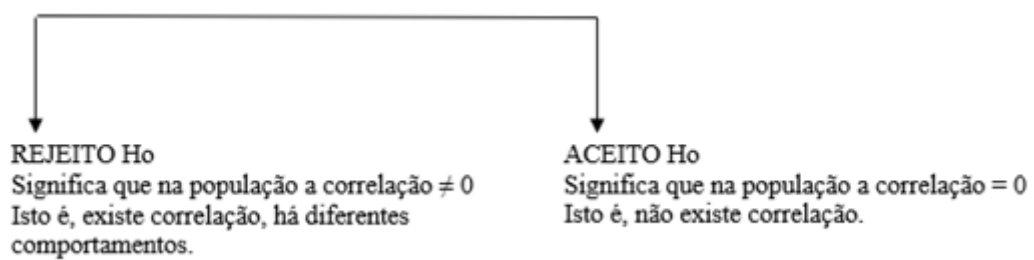 REJEITO Ho
Significa que na população a correlação ≠ 0
Isto é, existe correlação, há diferentes
comportamentos.
ACEITO Ho
Significa que na população a correlação = 0
Isto é, não existe correlação.